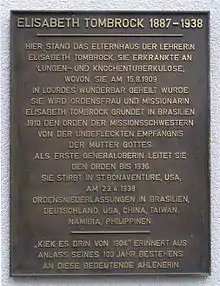 ELISABETH TOMBROCK 1887–1938
HIER STAND DAS ELTERNHAUS DER LEHRERIN
ELISABETH TOMBROCK. SIE ERKRANKTE AN
LUNGEN- UND KNOCHENTUBERKULOSE,
WOVON SIE AM 15.8.1909
IN LOURDES WUNDERBAR GEHEILT WURDE
SIE WIRD ORDENSFRAU UND MISSIONARIN
ELISABETH TOMBROCK GRÜNDET IN BRASILIEN
1910 DEN ORDEN DER MISSIONSSCHWESTERN
VON DER UNBEFLECKTEN EMPFÄNGNIS
DER MUTTER GOTTES
ALS ERSTE GENERALOBERIN LEITET SIE
DEN ORDEN BIS 1936.
SIE STIRBT IN ST BONAVENTURE, USA,
AM 23.4.1938
ORDENSNIEDERLASSUNGEN IN BRASILIEN,
DEUTSCHLAND, USA, CHINA, TAIWAN,
NAMIBIA, PHILIPPINEN
„KIEK ES DRIN VON 1904“ ERINNERT AUS
ANLASS SEINES 100 JÄHR. BESTEHENS
AN DIESE BEDEUTENDE AHLENERIN.